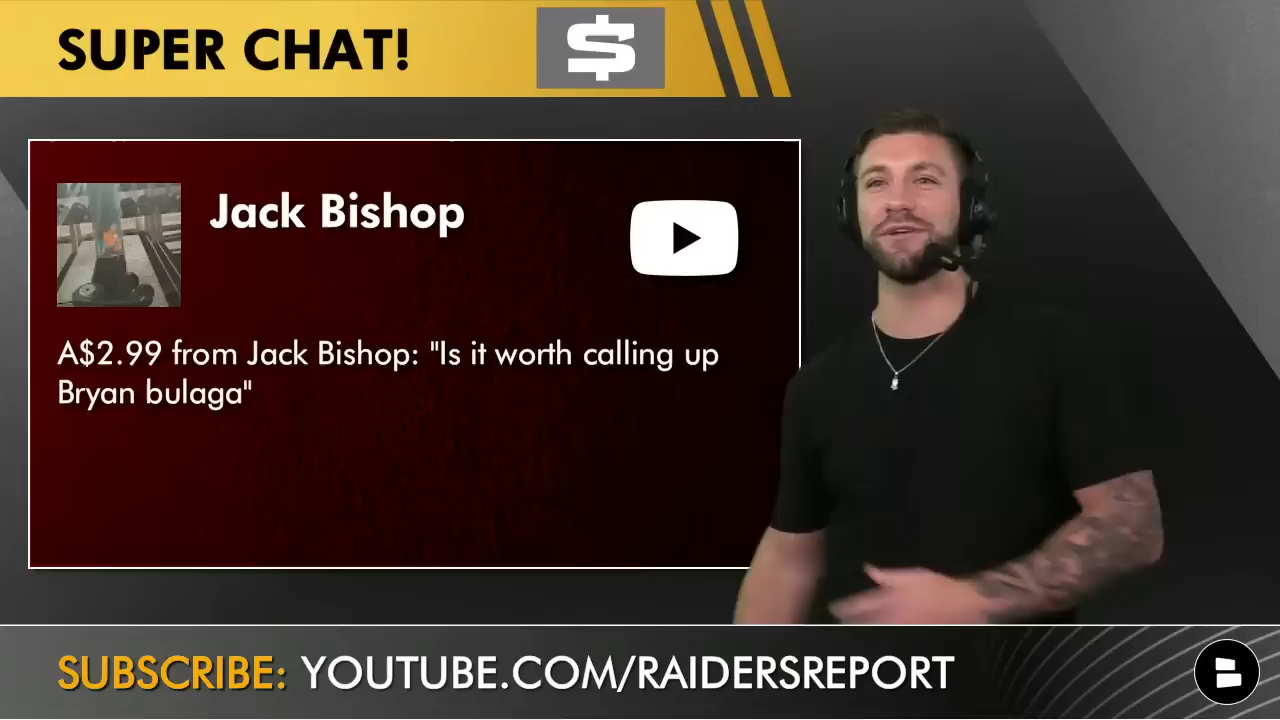 SUPER CHAT!
$
Jack Bishop
A$2.99 from Jack Bishop: "Is it worth calling up
Bryan bulaga"
SUBSCRIBE: YOUTUBE.COM/RAIDERSREPORT